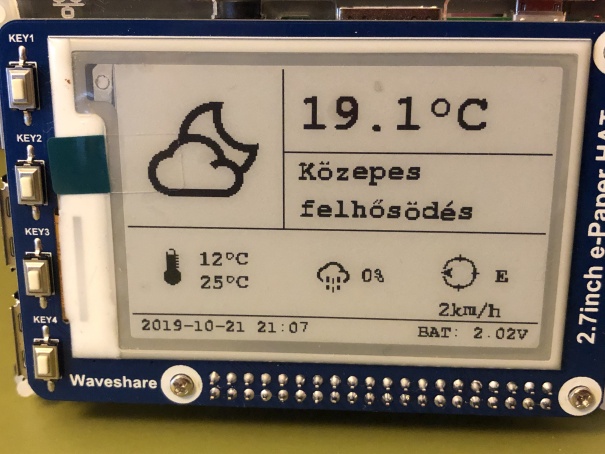 KEY1
KEY2
KEY3
KEY4
19.1°C
Közepes
felhősödés
12°C
25°C
0%
E
2km/h
2019-10-21 21:07
BAT: 2.02V
Waveshare
2.7inch e-Paper HAT